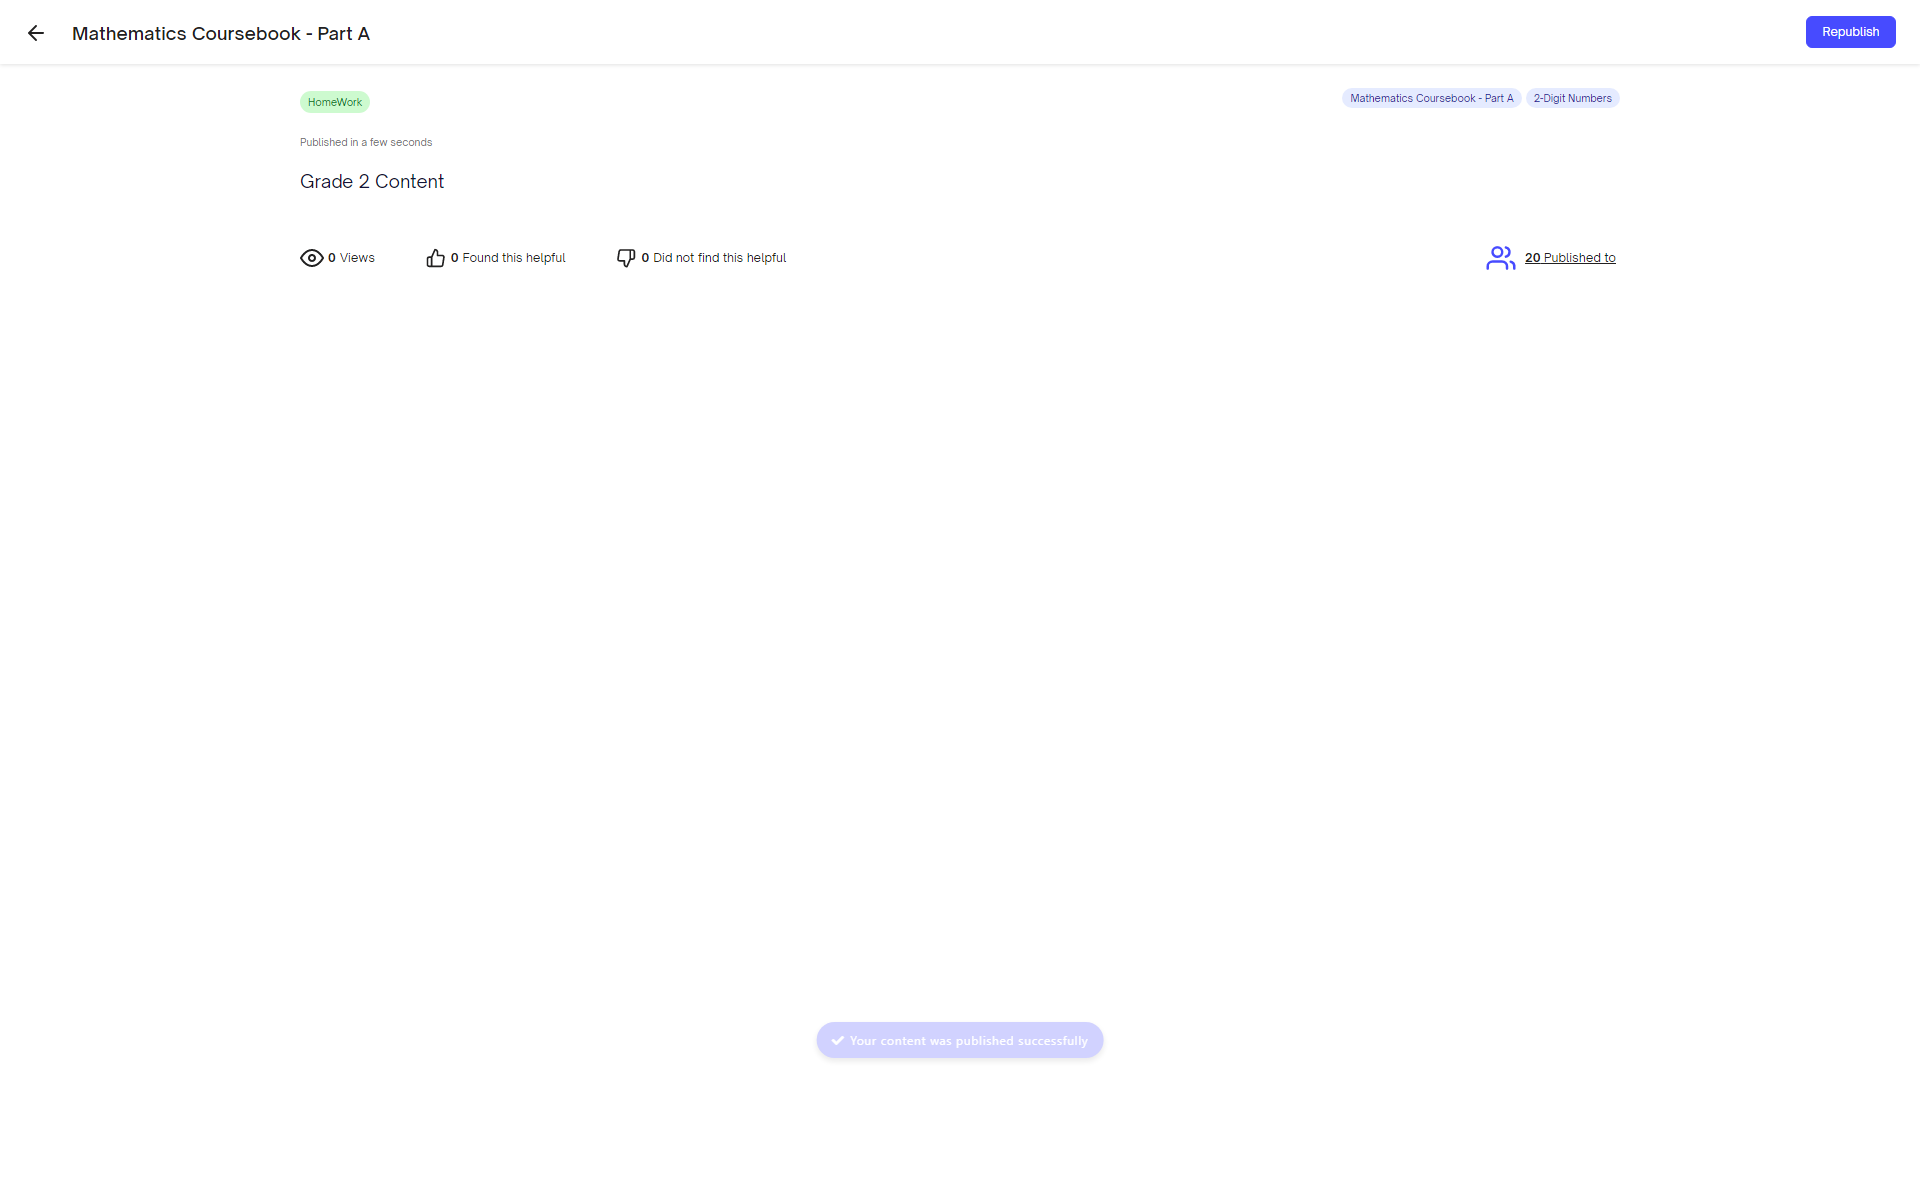 Mathematics Coursebook - Part A
Republish
HomeWork
Mathematics Coursebook - Part A
2-Digit Numbers
Published in a few seconds
Grade 2 Content
0 Views
0 Found this helpful
0 Did not find this helpful
20 Published to
Your content was published successfully